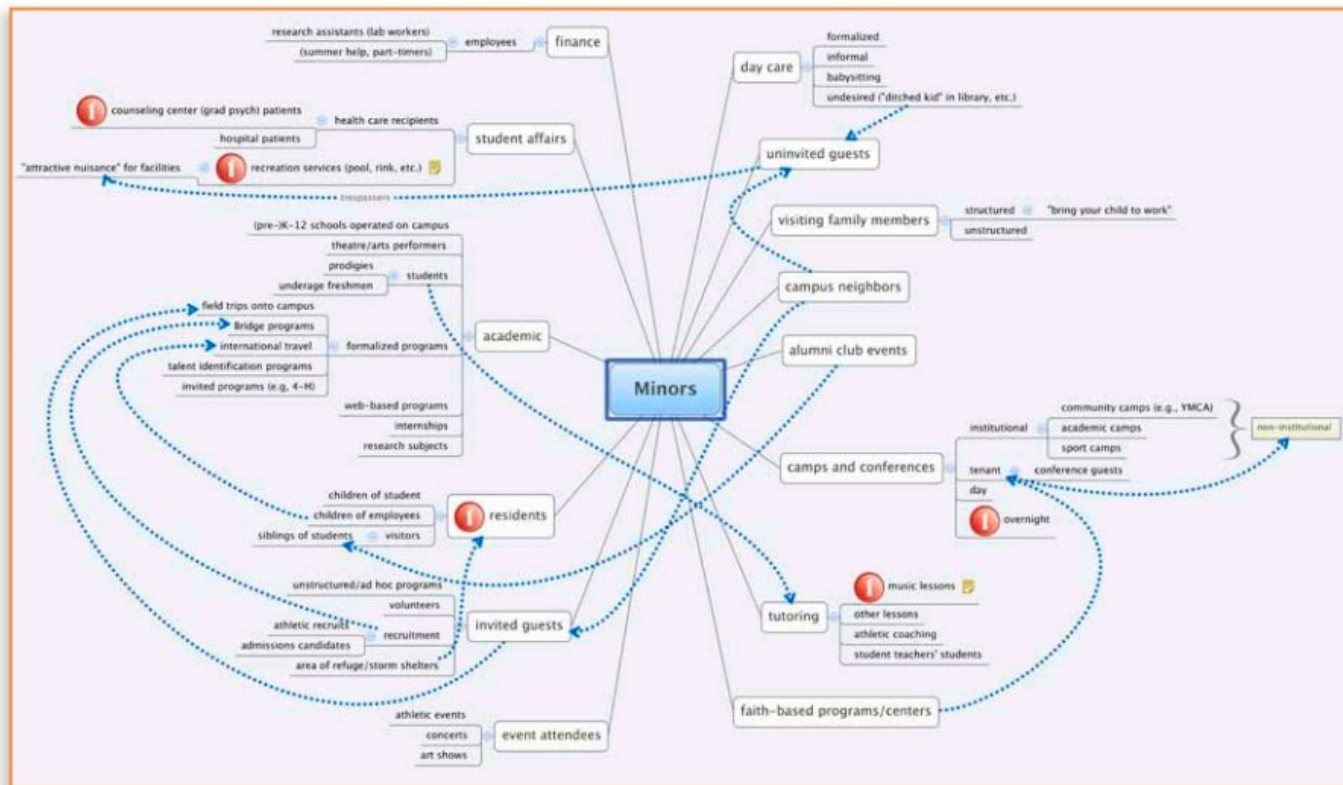 research assistants (lab workers)
(summer help, part-timers)
employees
finance
1 counseling center (grad psych) patients
hospital patients
health care recipients
student affairs
"attractive nuisance" for facilities
1 recreation services (pool, rink, etc.)
trespassers
(pre-)K-12 schools operated on campus
theatre/arts performers
prodigies
underage freshmen
students
field trips onto campus
Bridge programs
international travel
talent identification programs
invited programs (e.g, 4-H)
formalized programs
academic
web-based programs
internships
research subjects
children of student
children of employees
siblings of students
visitors
1 residents
unstructured/ad hoc programs
volunteers
athletic recruits
admissions candidates
recruitment
area of refuge/storm shelters
invited guests
athletic events
concerts
art shows
event attendees
Minors
day care
formalized
informal
babysitting
undesired ("ditched kid" in library, etc.)
uninvited guests
visiting family members
structured
"bring your child to work"
unstructured
campus neighbors
alumni club events
camps and conferences
institutional
community camps (e.g., YMCA)
academic camps
sport camps
non-institutional
tenant
conference guests
day
1 overnight
tutoring
1 music lessons
other lessons
athletic coaching
student teachers' students
faith-based programs/centers